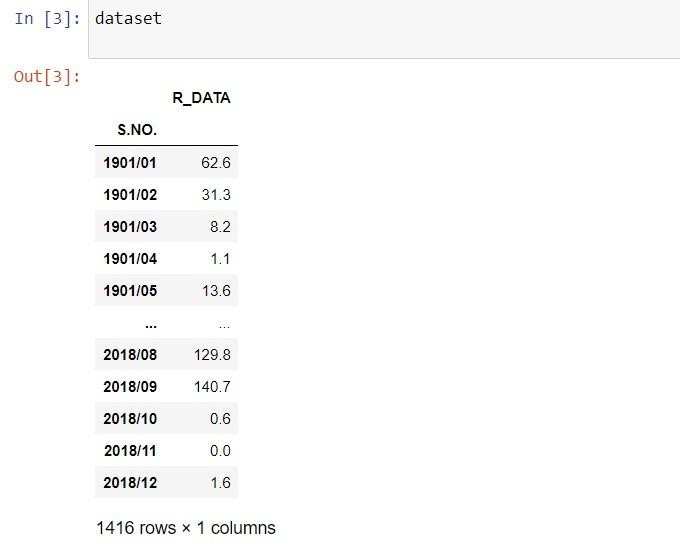 In [3]: dataset
Out[3]:
R_DATA
S.NO.
1901/01 62.6
1901/02 31.3
1901/03 8.2
1901/04 1.1
1901/05 13.6
... ...
2018/08 129.8
2018/09 140.7
2018/10 0.6
2018/11 0.0
2018/12 1.6
1416 rows × 1 columns